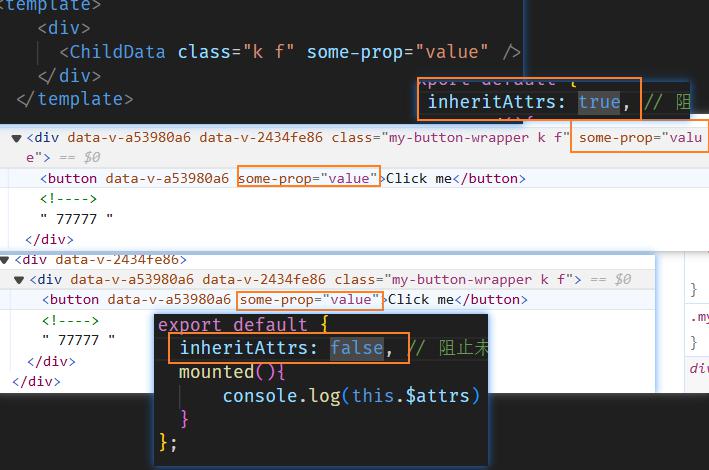 <template>
<div>
<ChildData class="k f" some-prop="value" />
</div>
</template>
xport default {
inheritAttrs: true, // 阻
<div data-v-a53980a6 data-v-2434fe86 class="my-button-wrapper k f" some-prop="valu
e"> == $0
<button data-v-a53980a6 some-prop="value">Click me</button>
<!---->
" 77777 "
</div>
<div data-v-2434fe86>
<div data-v-a53980a6 data-v-2434fe86 class="my-button-wrapper k f"> == $0
<button data-v-a53980a6 some-prop="value">Click me</button>
<!---->
" 77777 "
</div>
</div>
export default {
inheritAttrs: false, // 阻止未
mounted(){
console.log(this.$attrs)
}
};
}
.my
}
div